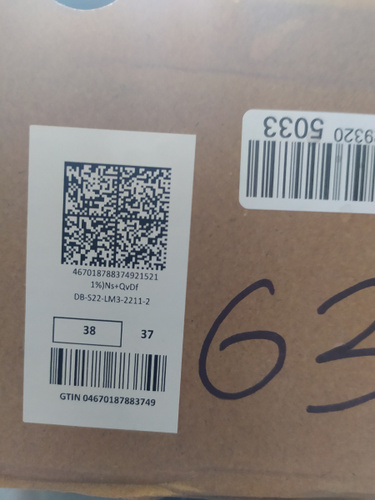 9320 5033
467018788374921521
1%)Ns+QvDf
DB-S22-LM3-2211-2
38 37
GTIN 04670187883749
63